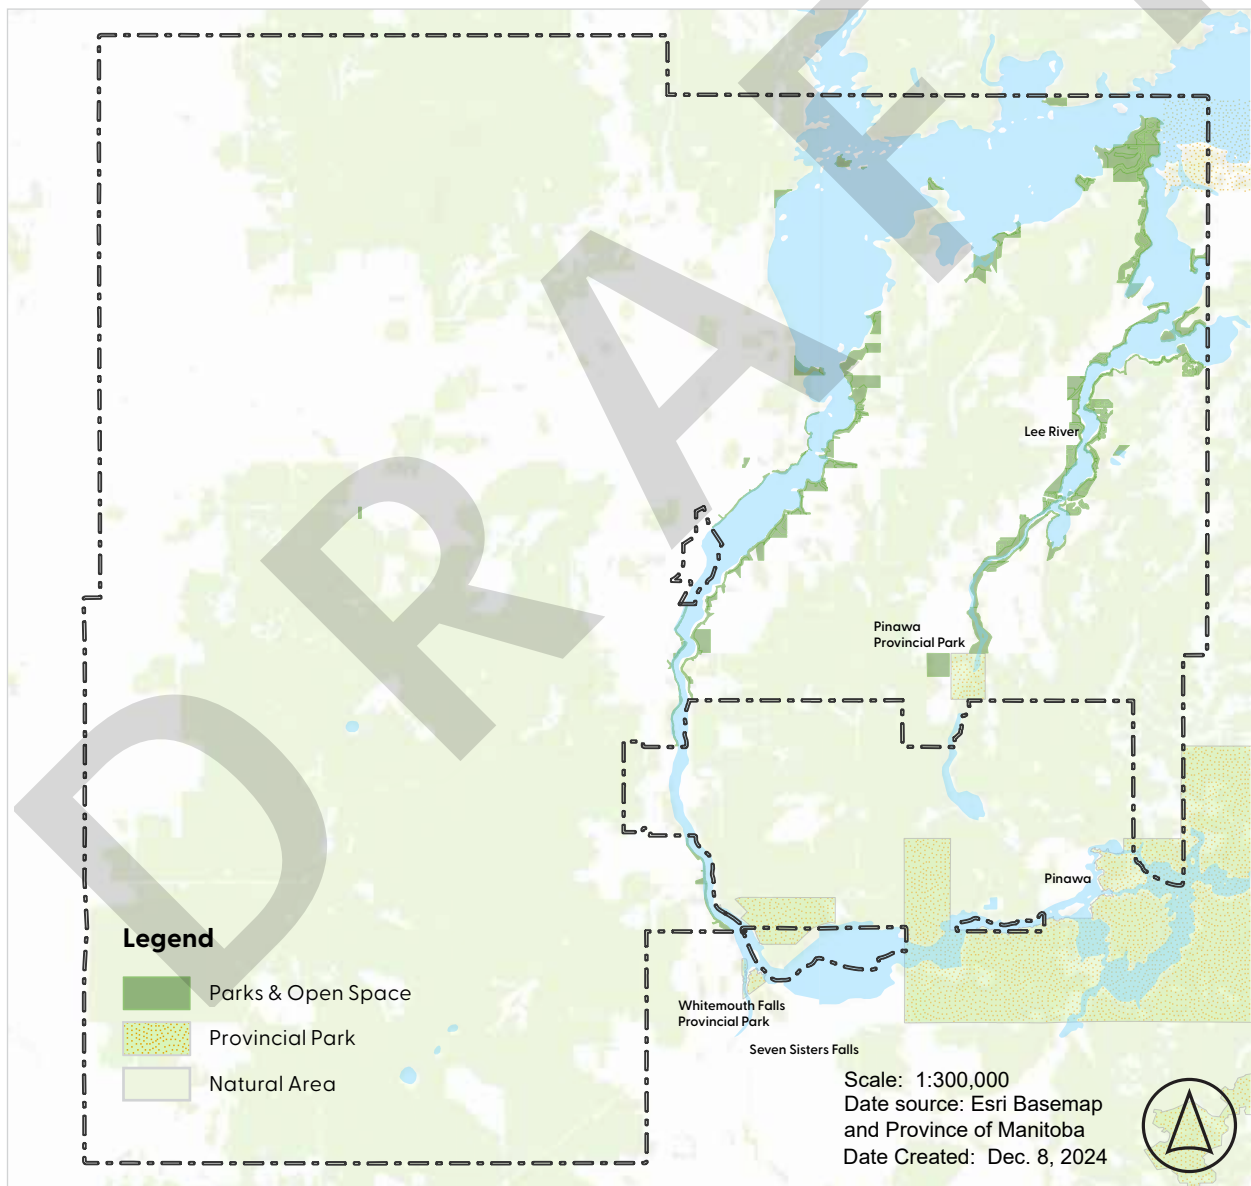 DRAFT
Lee River
Pinawa
Provincial Park
Pinawa
Legend
Parks & Open Space
Provincial Park
Natural Area
Whitemouth Falls
Provincial Park
Seven Sisters Falls
Scale: 1:300,000
Date source: Esri Basemap
and Province of Manitoba
Date Created: Dec. 8, 2024